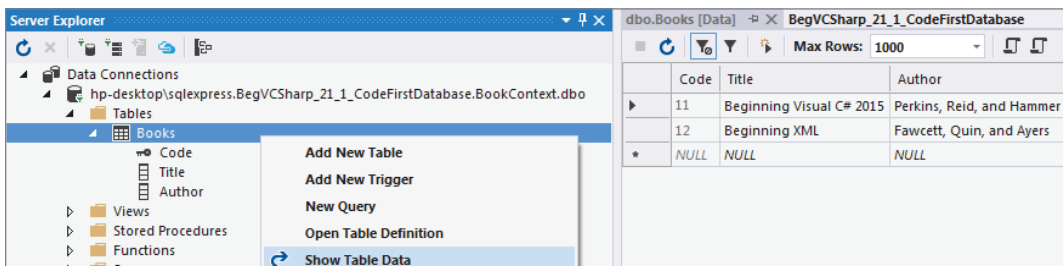 Server Explorer
Data Connections
hp-desktop\sqlexpress.BegVCSharp_21_1_CodeFirstDatabase.BookContext.dbo
Tables
Books
Code
Title
Author
Views
Stored Procedures
Functions
Add New Table
Add New Trigger
New Query
Open Table Definition
Show Table Data
dbo.Books [Data] BegVCSharp_21_1_CodeFirstDatabase
Max Rows: 1000
Code Title Author
11 Beginning Visual C# 2015 Perkins, Reid, and Hammer
12 Beginning XML Fawcett, Quin, and Ayers
NULL NULL NULL